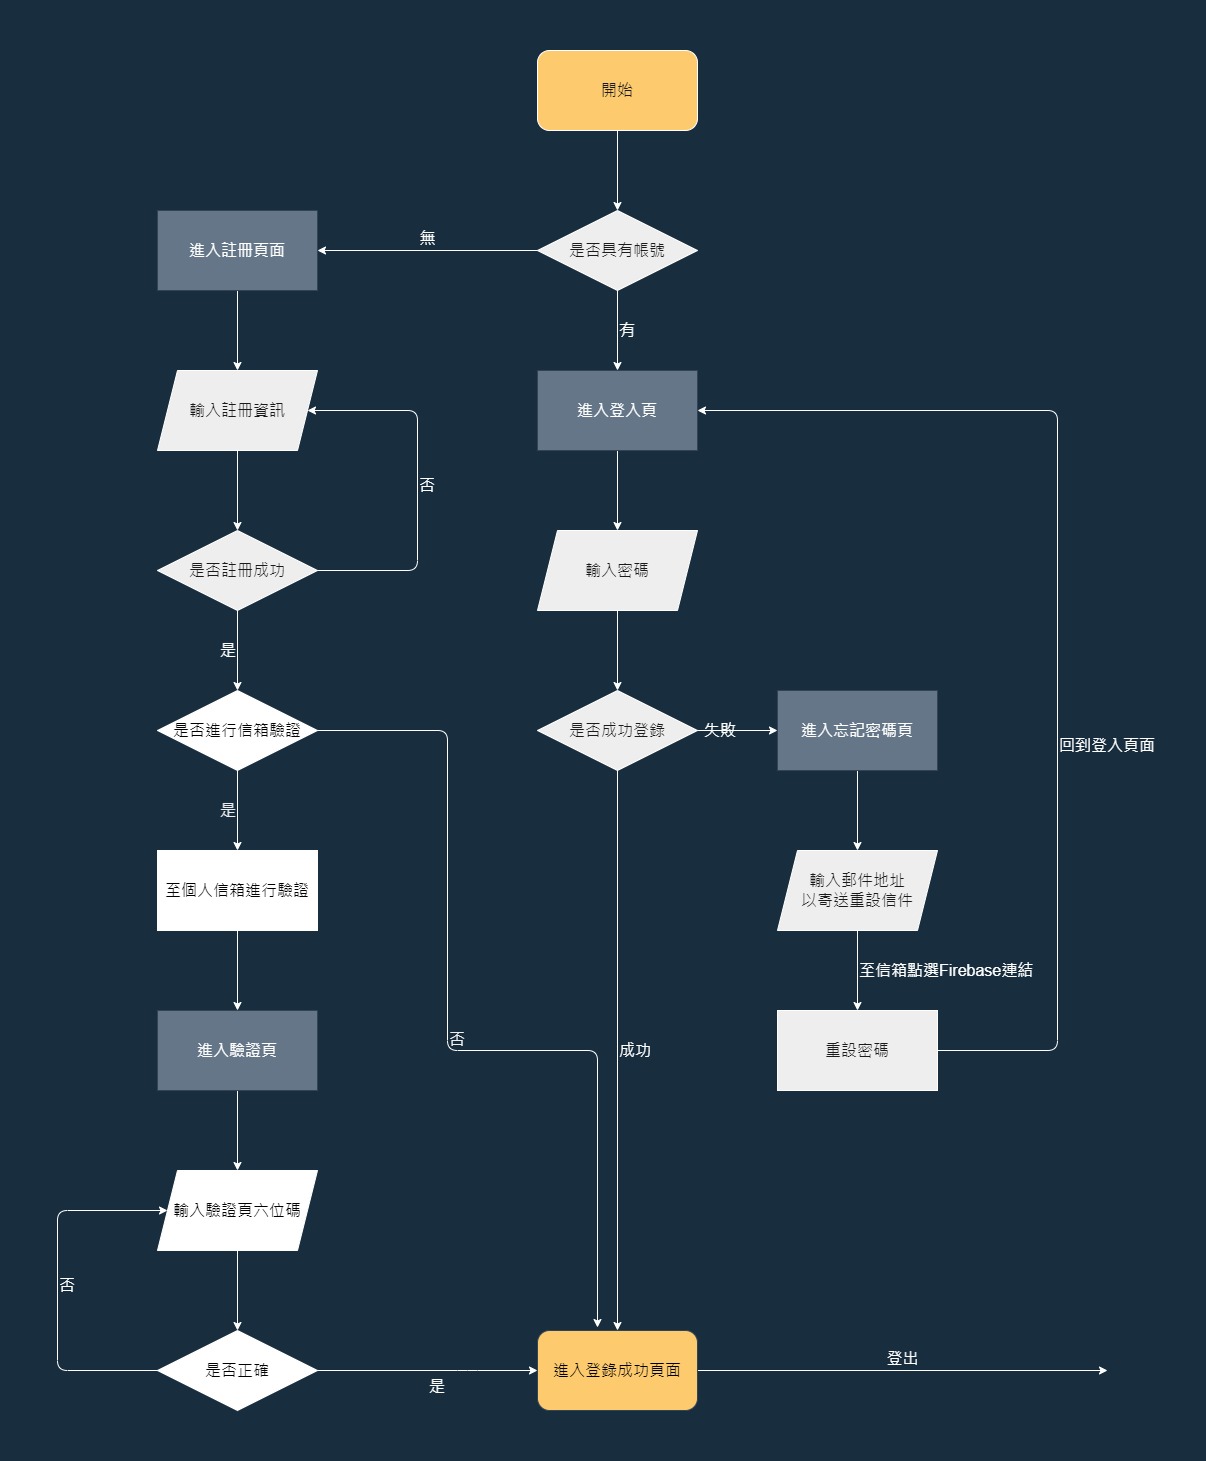 開始
是否具有帳號
無
進入註冊頁面
有
輸入註冊資訊
進入登入頁
否
是否註冊成功
輸入密碼
是
是否進行信箱驗證
是否成功登錄
失敗
進入忘記密碼頁
回到登入頁面
是
至個人信箱進行驗證
輸入郵件地址
以寄送重設信件
至信箱點選Firebase連結
進入驗證頁
否
成功
重設密碼
輸入驗證頁六位碼
否
是否正確
是
進入登錄成功頁面
登出